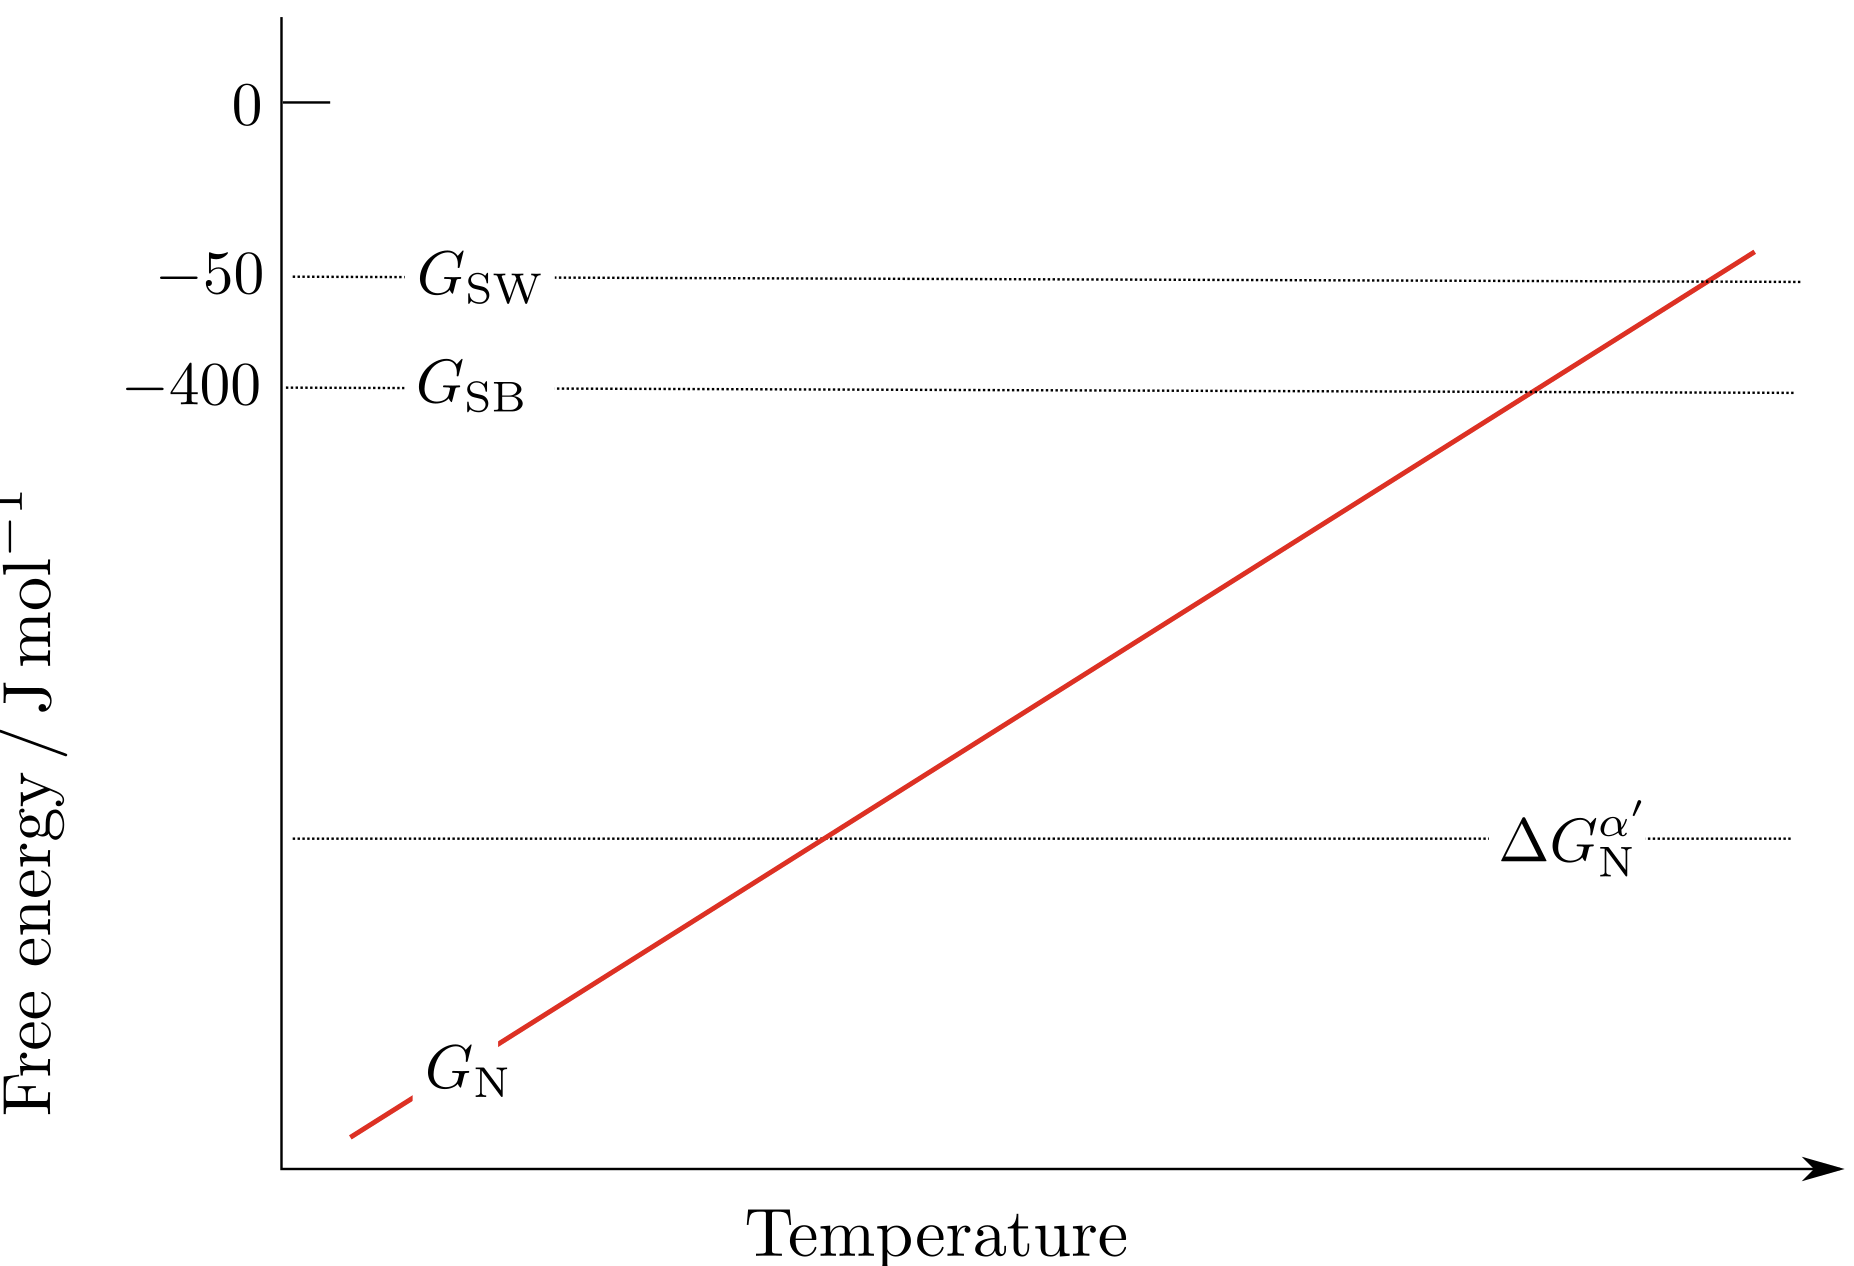 0
−50
G_SW
−400
G_SB
Free energy / J mol⁻¹
ΔG_N^α′
G_N
Temperature